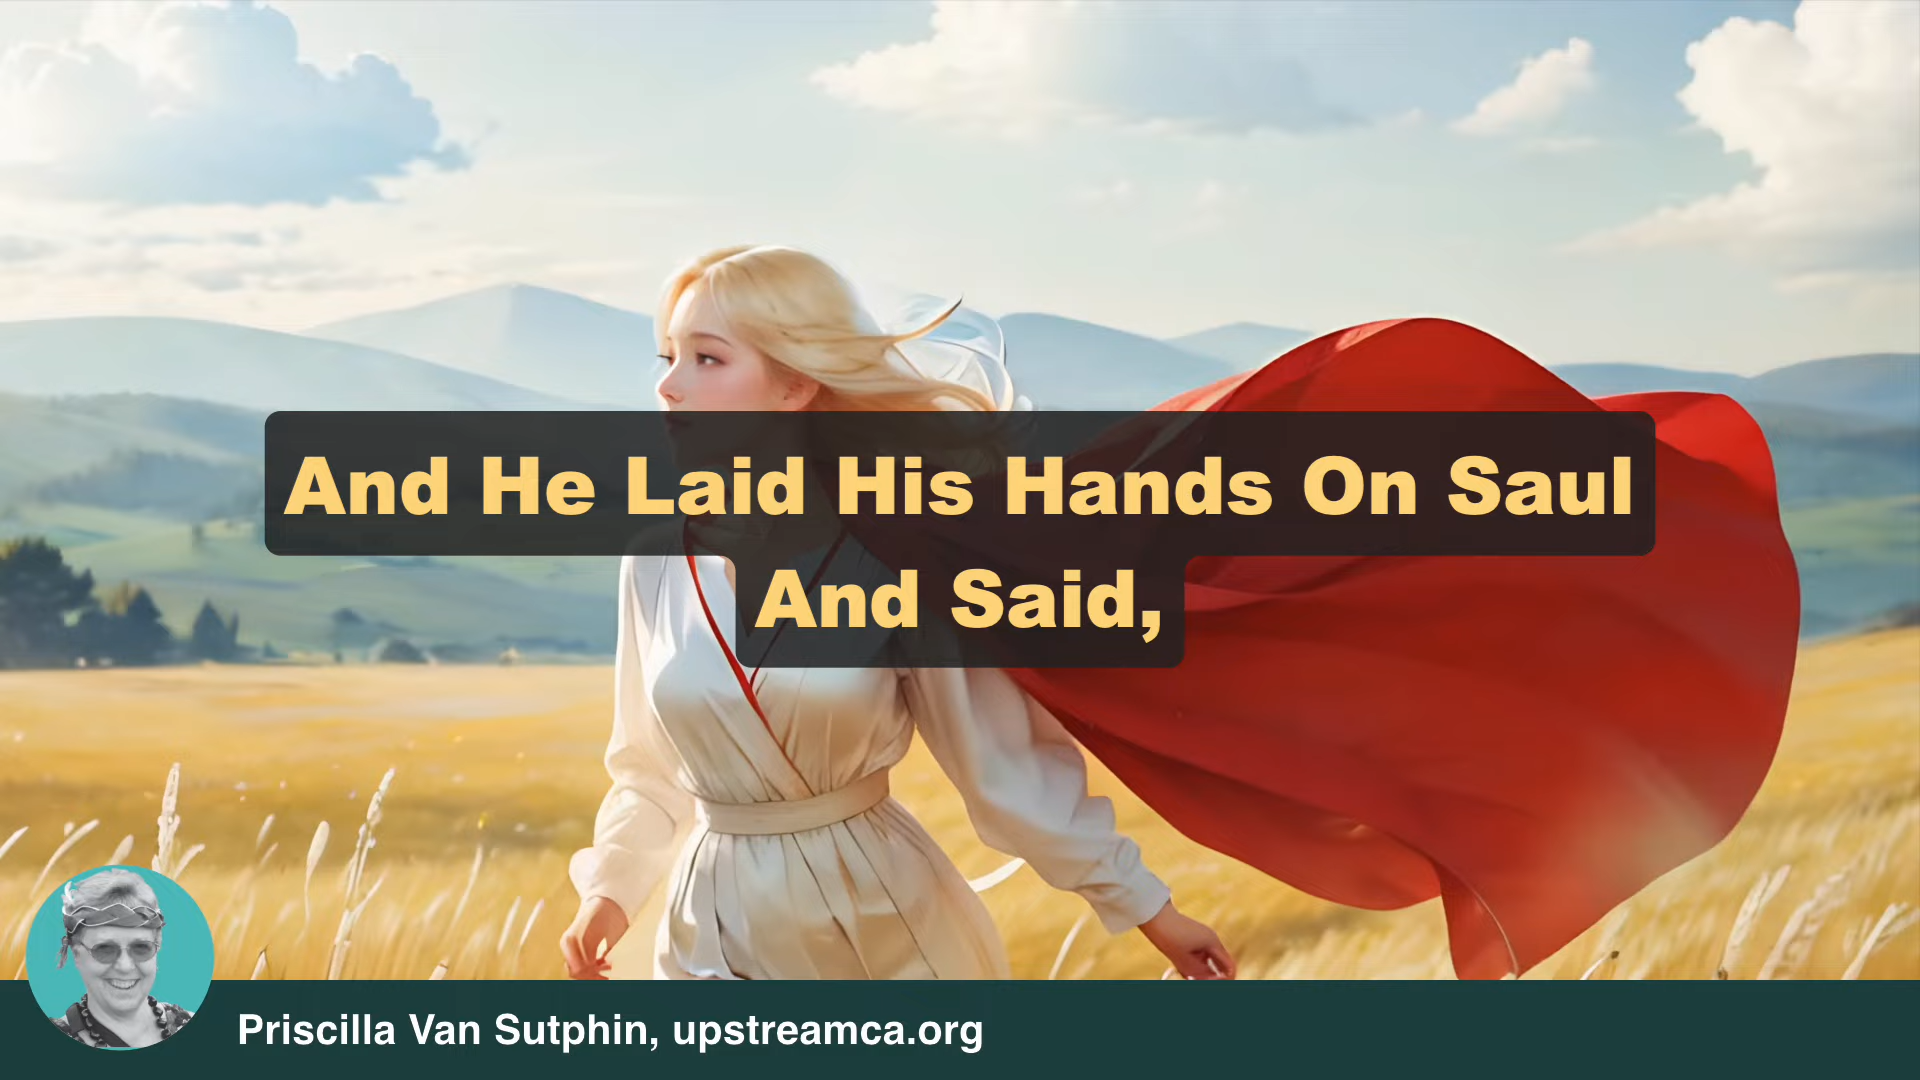 And He Laid His Hands On Saul
And Said,
Priscilla Van Sutphin, upstreamca.org